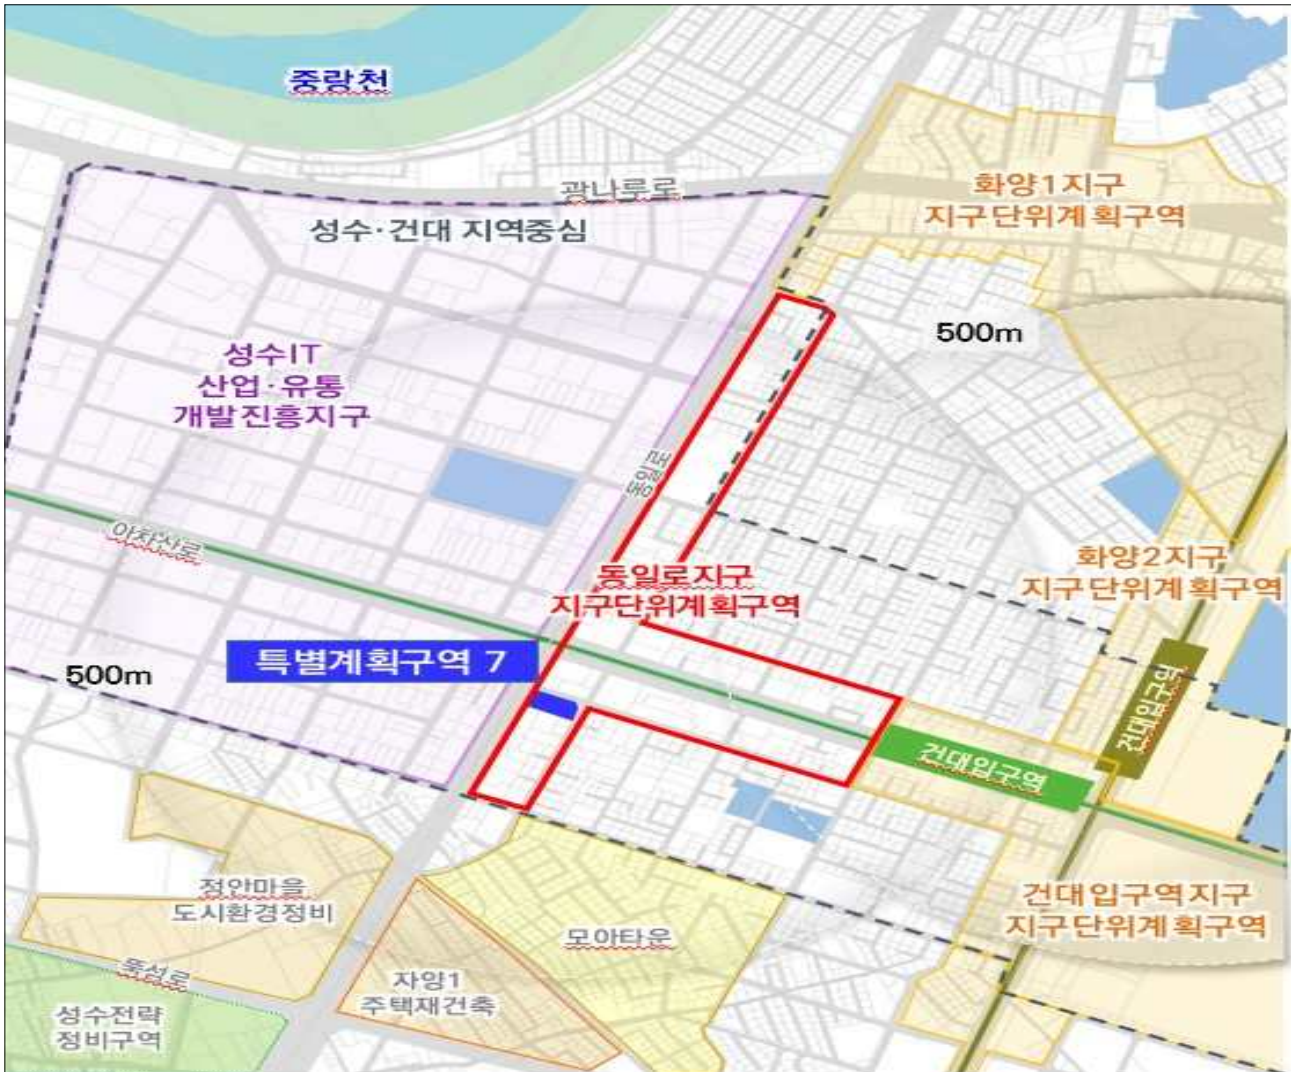 중랑천
광나루로
화양1지구
지구단위계획구역
성수·건대 지역중심
500m
성수IT
산업·유통
개발진흥지구
동일로
아차산로
동일로지구
지구단위계획구역
화양2지구
지구단위계획구역
특별계획구역 7
500m
건대입구역
건대입구역
정안마을
도시환경정비
모아타운
건대입구역지구
지구단위계획구역
뚝섬로
자양1
주택재건축
성수전략
정비구역